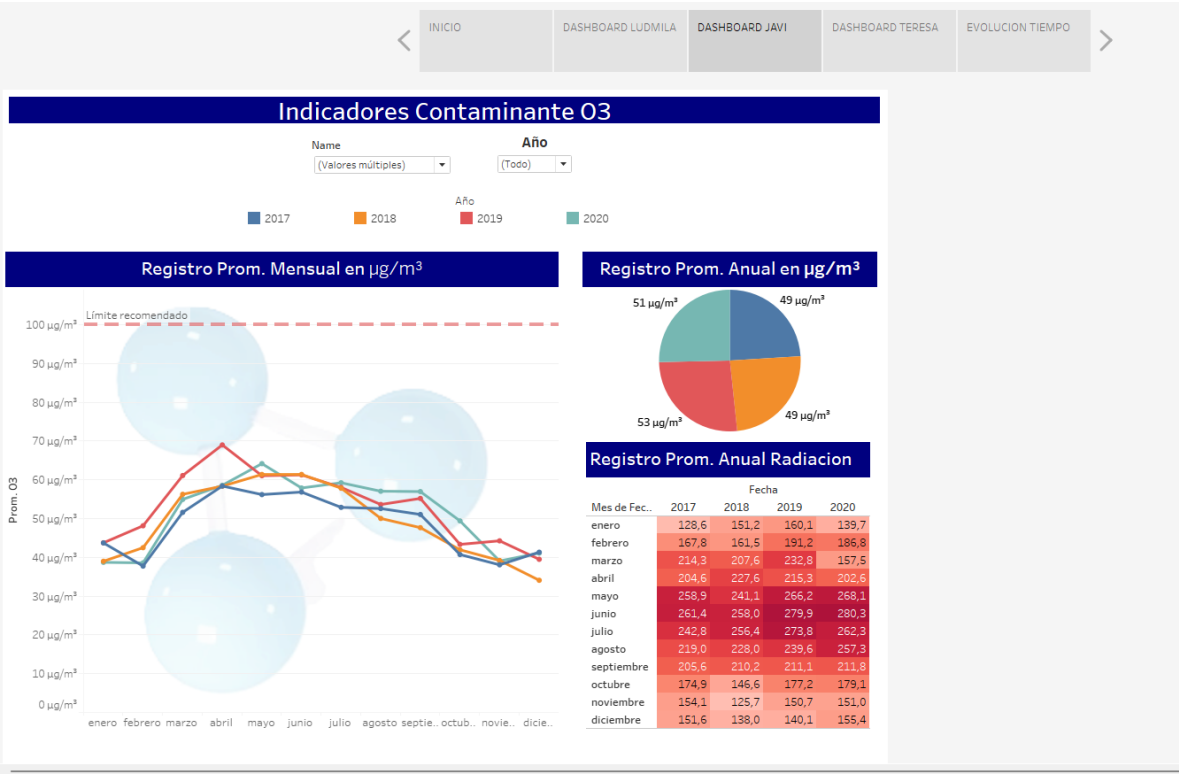 INICIO DASHBOARD LUDMILA DASHBOARD JAVI DASHBOARD TERESA EVOLUCION TIEMPO
Indicadores Contaminante O3
Name Año
(Valores múltiples) (Todo)
Año
2017 2018 2019 2020
Registro Prom. Mensual en µg/m³
Límite recomendado
100 µg/m³
90 µg/m³
80 µg/m³
70 µg/m³
60 µg/m³
50 µg/m³
40 µg/m³
30 µg/m³
20 µg/m³
10 µg/m³
0 µg/m³
Prom. O3
enero febrero marzo abril mayo junio julio agosto septie.. octub.. novie.. dicie..
Registro Prom. Anual en µg/m³
51 µg/m³ 49 µg/m³
53 µg/m³ 49 µg/m³
Registro Prom. Anual Radiacion
Fecha
Mes de Fec.. 2017 2018 2019 2020
enero 128,6 151,2 160,1 139,7
febrero 167,8 161,5 191,2 186,8
marzo 214,3 207,6 232,8 157,5
abril 204,6 227,6 215,3 202,6
mayo 258,9 241,1 266,2 268,1
junio 261,4 258,0 279,9 280,3
julio 242,8 256,4 273,8 262,3
agosto 219,0 228,0 239,6 257,3
septiembre 205,6 210,2 211,1 211,8
octubre 174,9 146,6 177,2 179,1
noviembre 154,1 125,7 150,7 151,0
diciembre 151,6 138,0 140,1 155,4